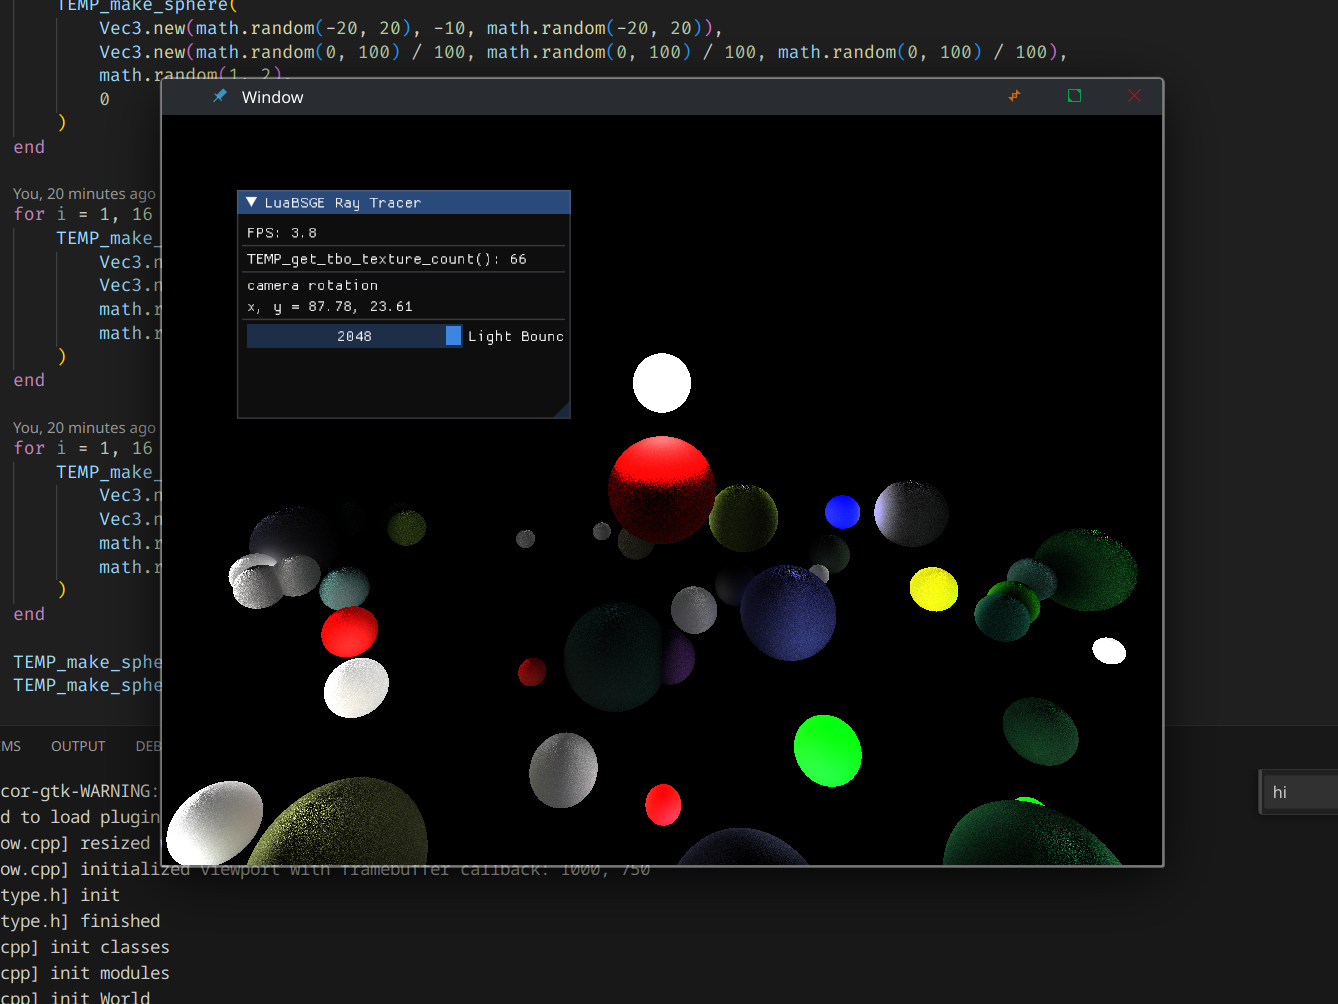 TEMP_make_sphere(
Vec3.new(math.random(-20, 20), -10, math.random(-20, 20)),
Vec3.new(math.random(0, 100) / 100, math.random(0, 100) / 100, math.random(0, 100) / 100),
math.random(1, 2),
0
)
end
You, 20 minutes ago
for i = 1, 16
TEMP_make_
Vec3.n
Vec3.n
math.r
math.r
)
end
You, 20 minutes ago
for i = 1, 16
TEMP_make_
Vec3.n
Vec3.n
math.r
math.r
)
end
TEMP_make_sphe
TEMP_make_sphe
Window
LuaBSGE Ray Tracer
FPS: 3.8
TEMP_get_tbo_texture_count(): 66
camera rotation
x, y = 87.78, 23.61
2048 Light Bounc
MS OUTPUT DEB
cor-gtk-WARNING:
d to load plugin
ow.cpp] resized
ow.cpp] initialized viewport with framebuffer callback: 1000, 750
type.h] init
type.h] finished
cpp] init classes
cpp] init modules
cpp] init World
hi